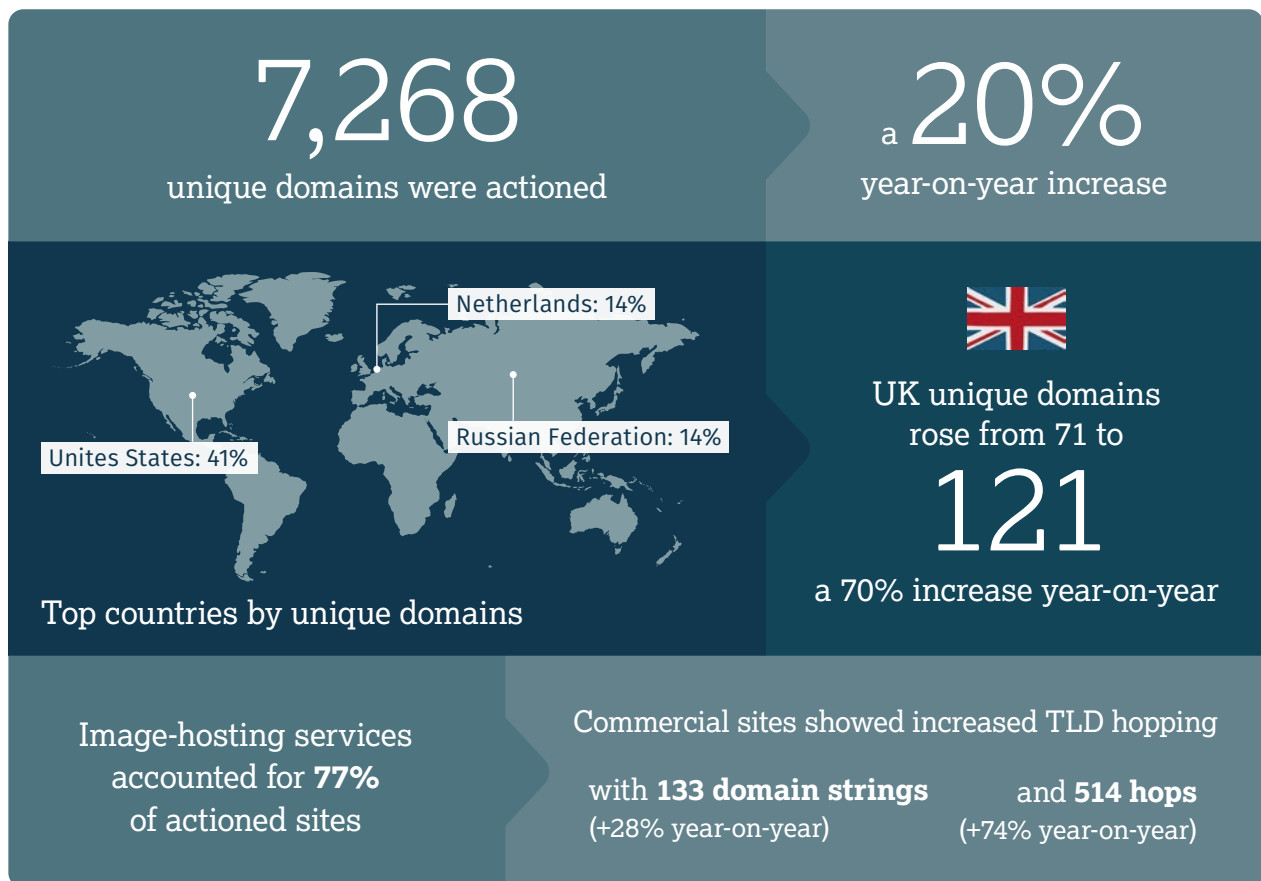 7,268
unique domains were actioned
a 20%
year-on-year increase
Netherlands: 14%
Russian Federation: 14%
Unites States: 41%
Top countries by unique domains
UK unique domains
rose from 71 to
121
a 70% increase year-on-year
Image-hosting services
accounted for 77%
of actioned sites
Commercial sites showed increased TLD hopping
with 133 domain strings
(+28% year-on-year)
and 514 hops
(+74% year-on-year)